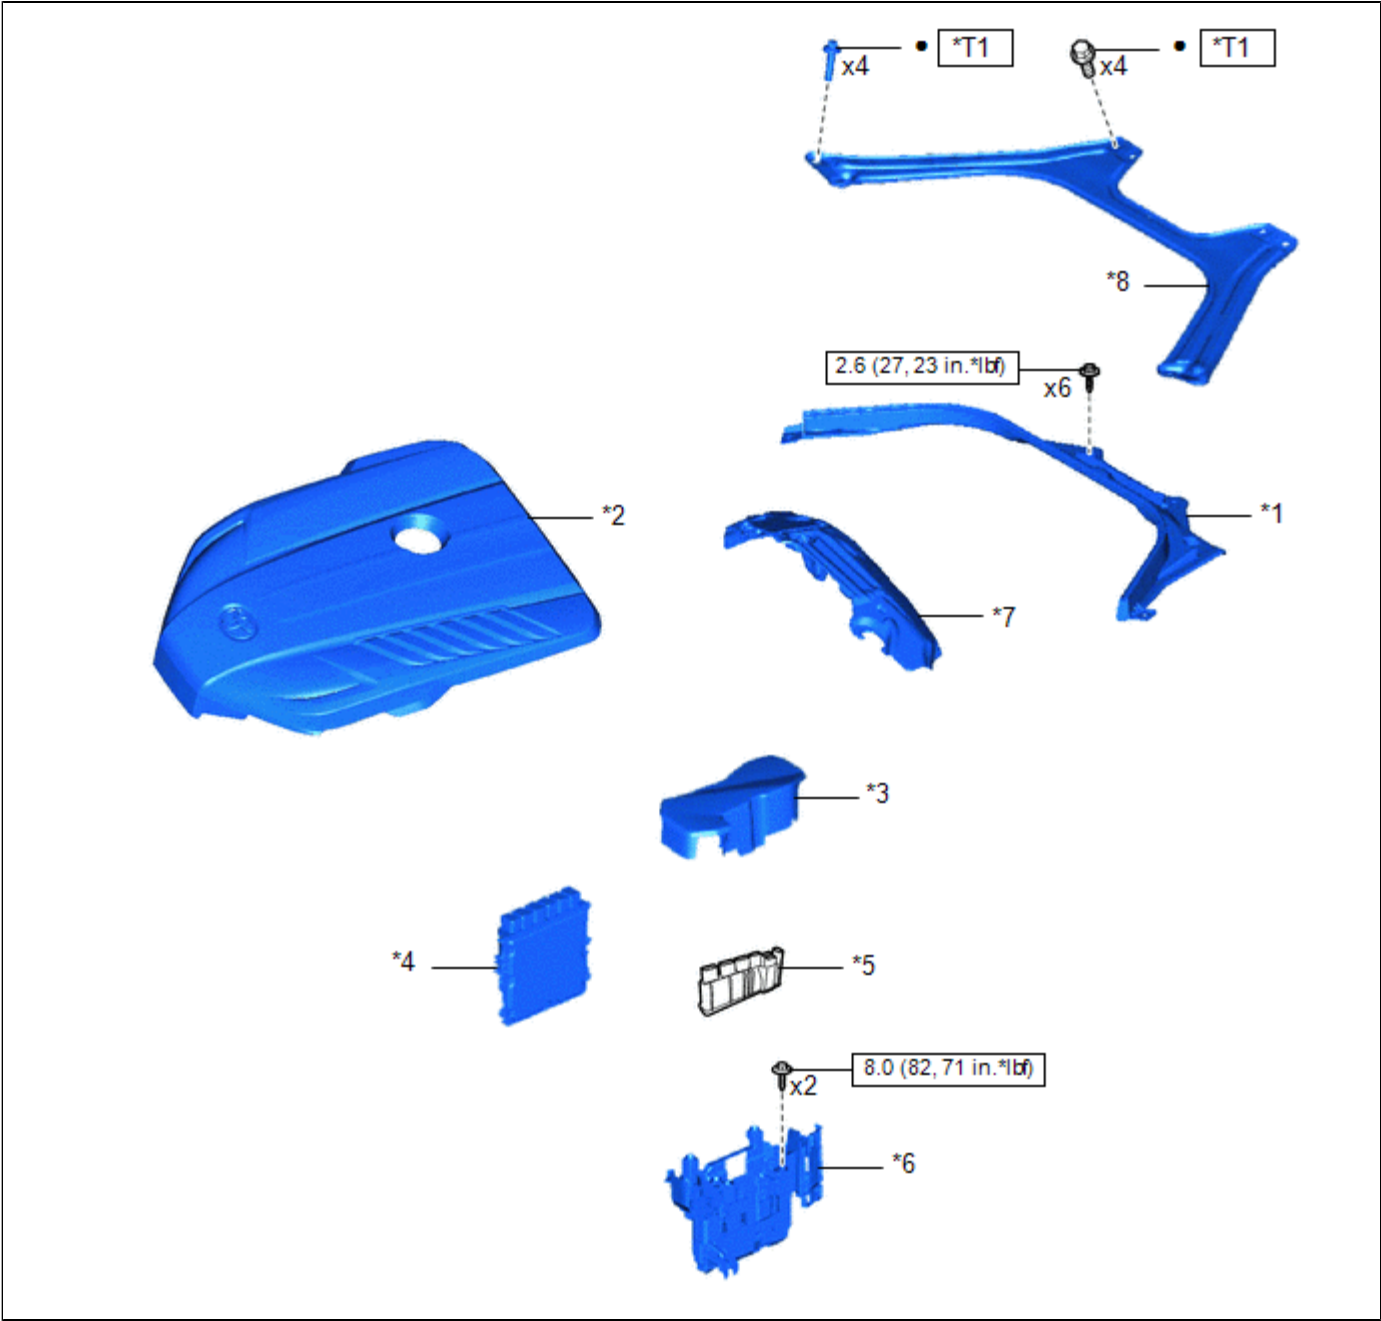 ● *T1
x4
● *T1
x4
*8
2.6 (27, 23 in.*lbf)
x6
*2
*1
*7
*3
*4
*5
8.0 (82, 71 in.*lbf)
x2
*6